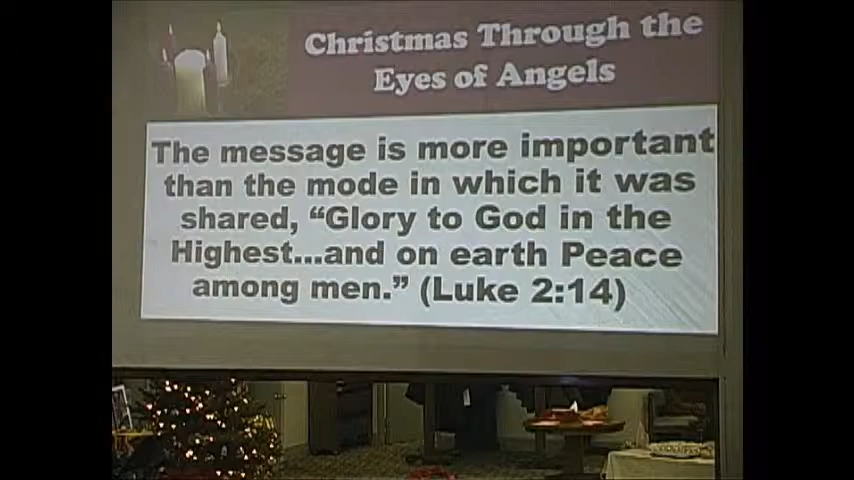 Christmas Through the
Eyes of Angels
The message is more important
than the mode in which it was
shared, “Glory to God in the
Highest...and on earth Peace
among men.” (Luke 2:14)